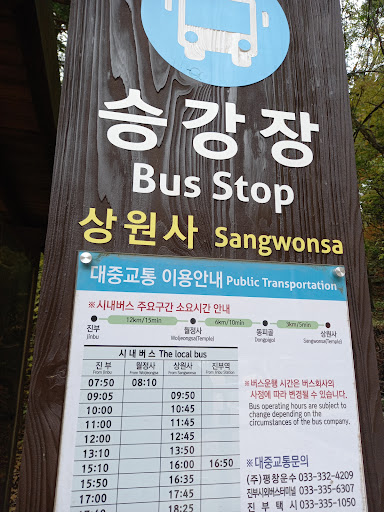 승강장
Bus Stop
상원사 Sangwonsa
대중교통 이용안내 Public Transportation
※ 시내버스 주요구간 소요시간 안내
12km/15min 6km/10min 3km/5min
진부 월정사 동피골 상원사
Jinbu Woljeongsa(Temple) Dongpigol Sangwonsa(Temple)
시내버스 The local bus
진부 월정사 상원사 진부역
From Jinbu From Woljeongsa From Sangwonsa From Jinbu Station
07:50 08:10
09:05 09:50
10:00 10:45
11:00 11:45
12:00 12:45
13:10 13:50
15:10 16:00 16:50
15:50 16:35
17:00 17:45
18:25
※ 버스운행 시간은 버스회사의
사정에 따라 변경될 수 있습니다.
Bus operating hours are subject to
change depending on the
circumstances of the bus company.
※ 대중교통문의
(주)평창운수 033-332-4209
진부시외버스터미널 033-335-6307
진부택시 033-335-1050